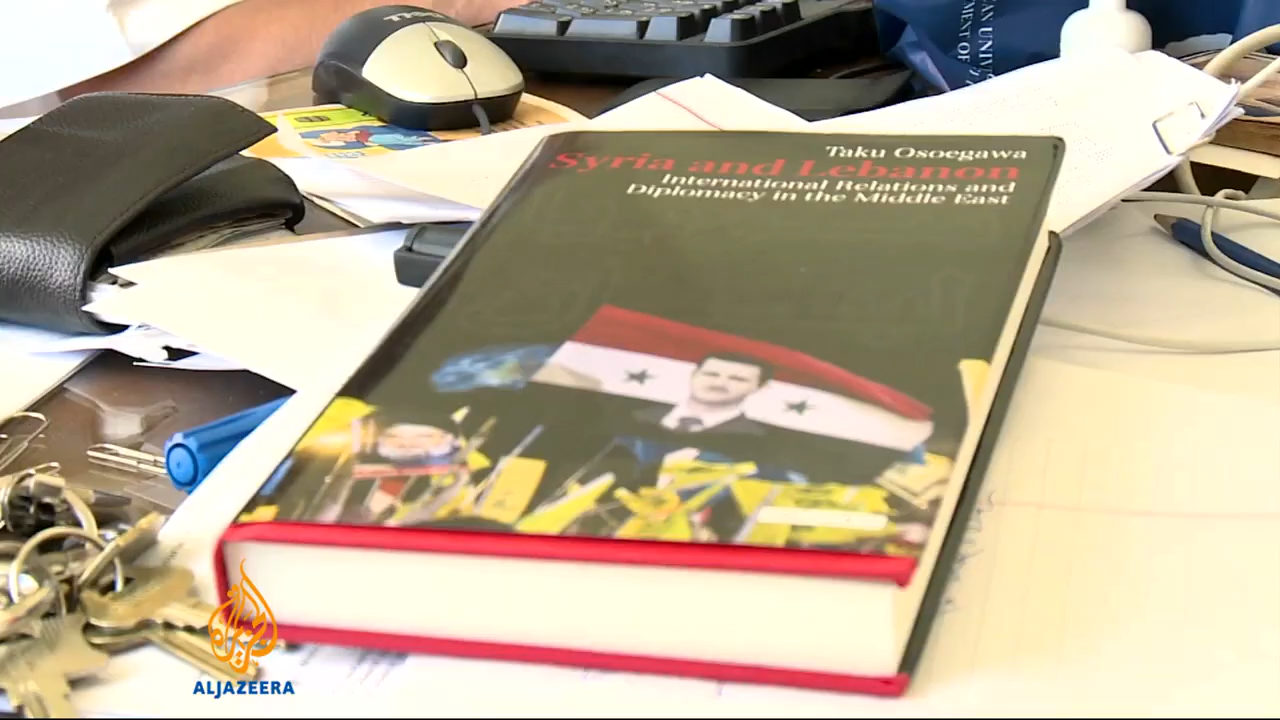 Taku Osoegawa
Syria and Lebanon
International Relations and
Diplomacy in the Middle East
ALJAZEERA